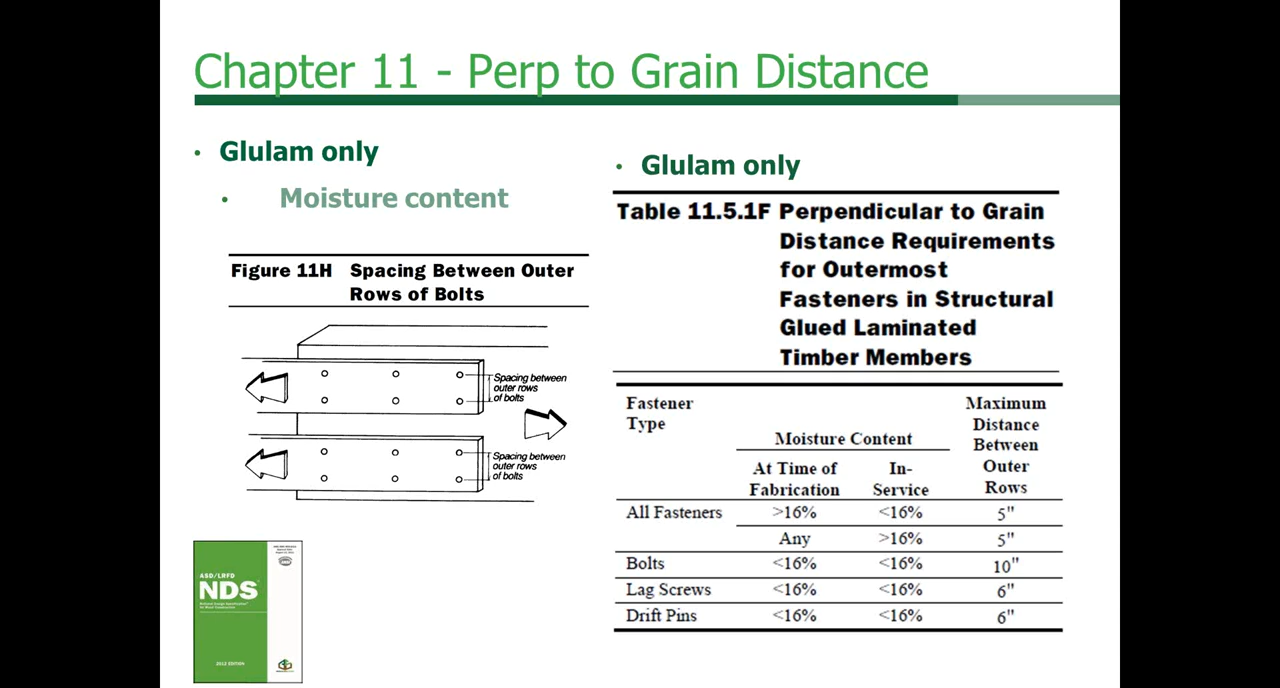 Chapter 11 - Perp to Grain Distance
• Glulam only
• Moisture content
Figure 11H Spacing Between Outer
Rows of Bolts
Spacing between
outer rows
of bolts
Spacing between
outer rows
of bolts
ASD/LRFD
NDS
2012 EDITION
• Glulam only
Table 11.5.1F Perpendicular to Grain
Distance Requirements
for Outermost
Fasteners in Structural
Glued Laminated
Timber Members
Fastener Type
Moisture Content
Maximum Distance Between Outer Rows
At Time of Fabrication
In-Service
All Fasteners >16% <16% 5"
Any >16% 5"
Bolts <16% <16% 10"
Lag Screws <16% <16% 6"
Drift Pins <16% <16% 6"